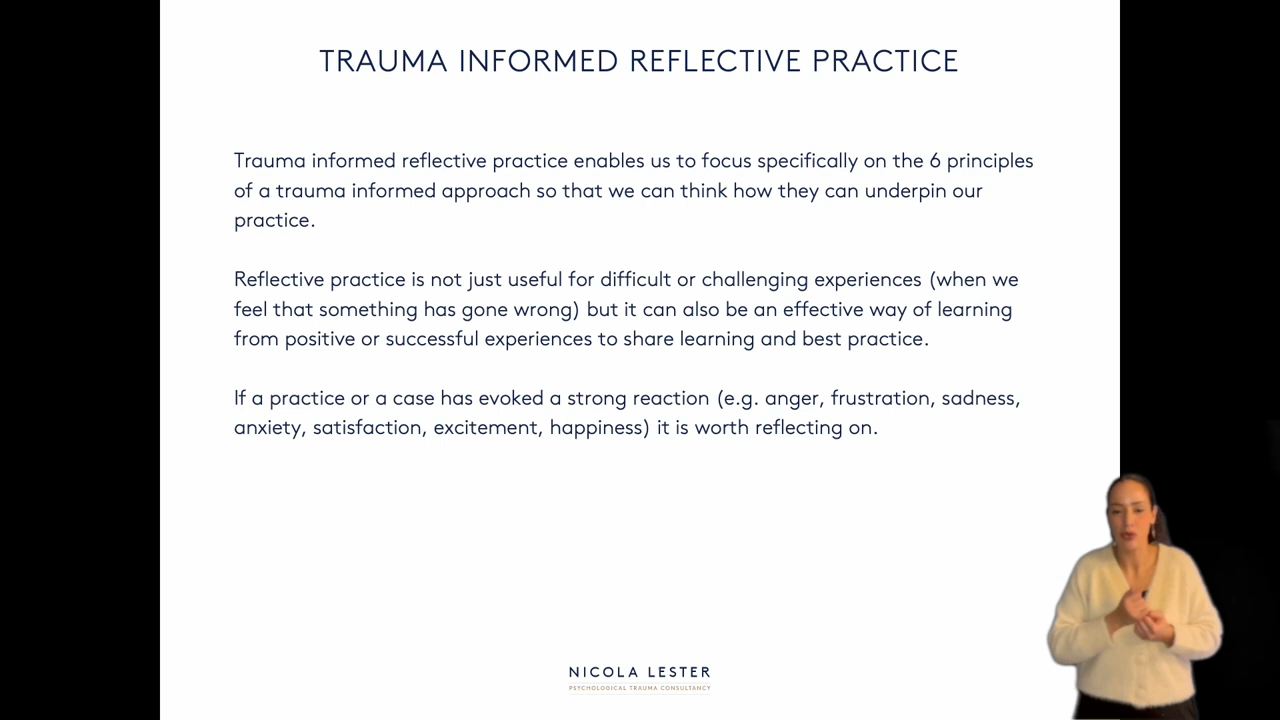 TRAUMA INFORMED REFLECTIVE PRACTICE
Trauma informed reflective practice enables us to focus specifically on the 6 principles
of a trauma informed approach so that we can think how they can underpin our
practice.
Reflective practice is not just useful for difficult or challenging experiences (when we
feel that something has gone wrong) but it can also be an effective way of learning
from positive or successful experiences to share learning and best practice.
If a practice or a case has evoked a strong reaction (e.g. anger, frustration, sadness,
anxiety, satisfaction, excitement, happiness) it is worth reflecting on.
NICOLA LESTER
PSYCHOLOGICAL TRAUMA CONSULTANCY